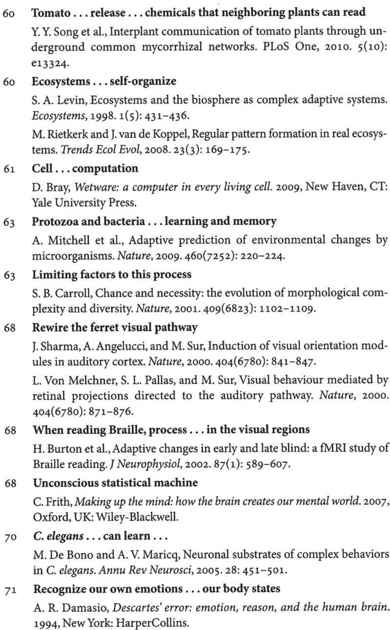 60 Tomato . . . release . . . chemicals that neighboring plants can read
Y. Y. Song et al., Interplant communication of tomato plants through un-
derground common mycorrhizal networks. PLoS One, 2010. 5(10):
e13324.
60 Ecosystems . . . self-organize
S. A. Levin, Ecosystems and the biosphere as complex adaptive systems.
Ecosystems, 1998. 1(5): 431–436.
M. Rietkerk and J. van de Koppel, Regular pattern formation in real ecosys-
tems. Trends Ecol Evol, 2008. 23(3): 169–175.
61 Cell . . . computation
D. Bray, Wetware: a computer in every living cell. 2009, New Haven, CT:
Yale University Press.
63 Protozoa and bacteria . . . learning and memory
A. Mitchell et al., Adaptive prediction of environmental changes by
microorganisms. Nature, 2009. 460(7252): 220–224.
63 Limiting factors to this process
S. B. Carroll, Chance and necessity: the evolution of morphological com-
plexity and diversity. Nature, 2001. 409(6823): 1102–1109.
68 Rewire the ferret visual pathway
J. Sharma, A. Angelucci, and M. Sur, Induction of visual orientation mod-
ules in auditory cortex. Nature, 2000. 404(6780): 841–847.
L. Von Melchner, S. L. Pallas, and M. Sur, Visual behaviour mediated by
retinal projections directed to the auditory pathway. Nature, 2000.
404(6780): 871–876.
68 When reading Braille, process . . . in the visual regions
H. Burton et al., Adaptive changes in early and late blind: a fMRI study of
Braille reading. J Neurophysiol, 2002. 87(1): 589–607.
68 Unconscious statistical machine
C. Frith, Making up the mind: how the brain creates our mental world. 2007,
Oxford, UK: Wiley-Blackwell.
70 C. elegans . . . can learn . . .
M. De Bono and A. V. Maricq, Neuronal substrates of complex behaviors
in C. elegans. Annu Rev Neurosci, 2005. 28: 451–501.
71 Recognize our own emotions . . . our body states
A. R. Damasio, Descartes' error: emotion, reason, and the human brain.
1994, New York: HarperCollins.